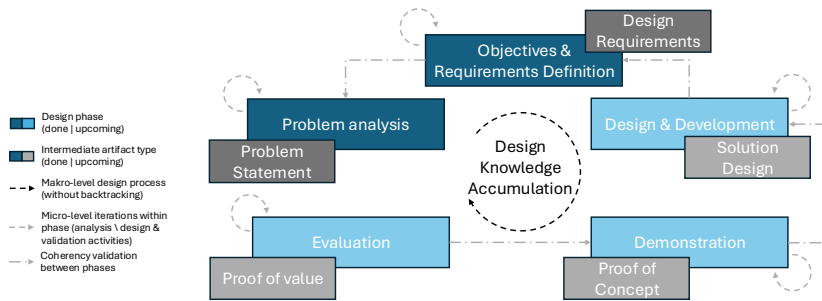 Design
Requirements
Objectives &
Requirements Definition
Problem analysis
Problem
Statement
Design & Development
Solution
Design
Design
Knowledge
Accumulation
Evaluation
Proof of value
Demonstration
Proof of
Concept
Design phase
(done | upcoming)
Intermediate artifact type
(done | upcoming)
Makro-level design process
(without backtracking)
Micro-level iterations within
phase (analysis \ design &
validation activities)
Coherency validation
between phases